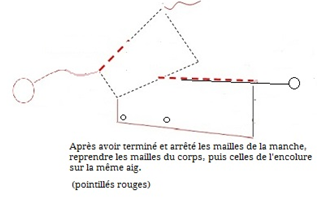 Après avoir terminé et arrêté les mailles de la manche,
reprendre les mailles du corps, puis celles de l'encolure
sur la même aig.
(pointillés rouges)